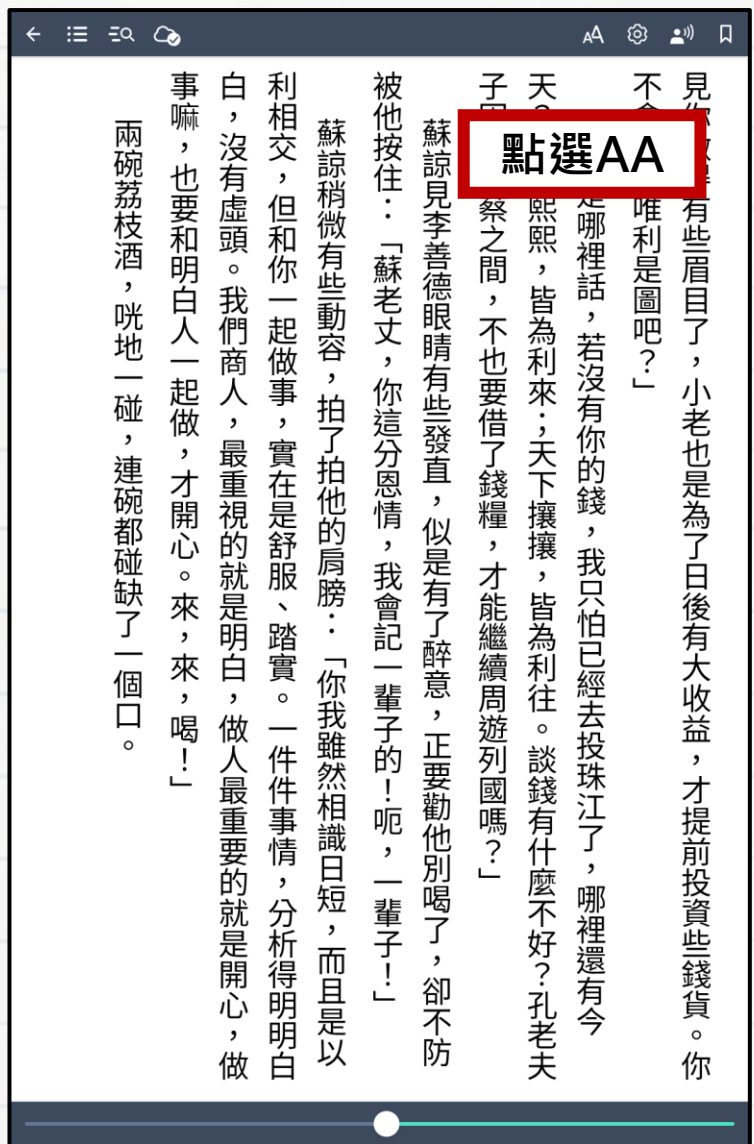 AA
點選AA
見你
有些眉目了，小老也是為了日後有大收益，才提前投資些錢貨。你
不
唯利是圖吧？」
是哪裡話，若沒有你的錢，我只怕已經去投珠江了，哪裡還有今
天？
熙熙，皆為利來；天下攘攘，皆為利往。談錢有什麼不好？孔老夫
子
蔡之間，不也要借了錢糧，才能繼續周遊列國嗎？」
蘇諒見李善德眼睛有些發直，似是有了醉意，正要勸他別喝了，卻不防
被他按住：「蘇老丈，你這分恩情，我會記一輩子的！呃，一輩子！」
蘇諒稍微有些動容，拍了拍他的肩膀：「你我雖然相識日短，而且是以
利相交，但和你一起做事，實在是舒服、踏實。一件件事情，分析得明明白
白，沒有虛頭。我們商人，最重視的就是明白，做人最重要的就是開心，做
事嘛，也要和明白人一起做，才開心。來，來，喝！」
兩碗荔枝酒，咣地一碰，連碗都碰缺了一個口。